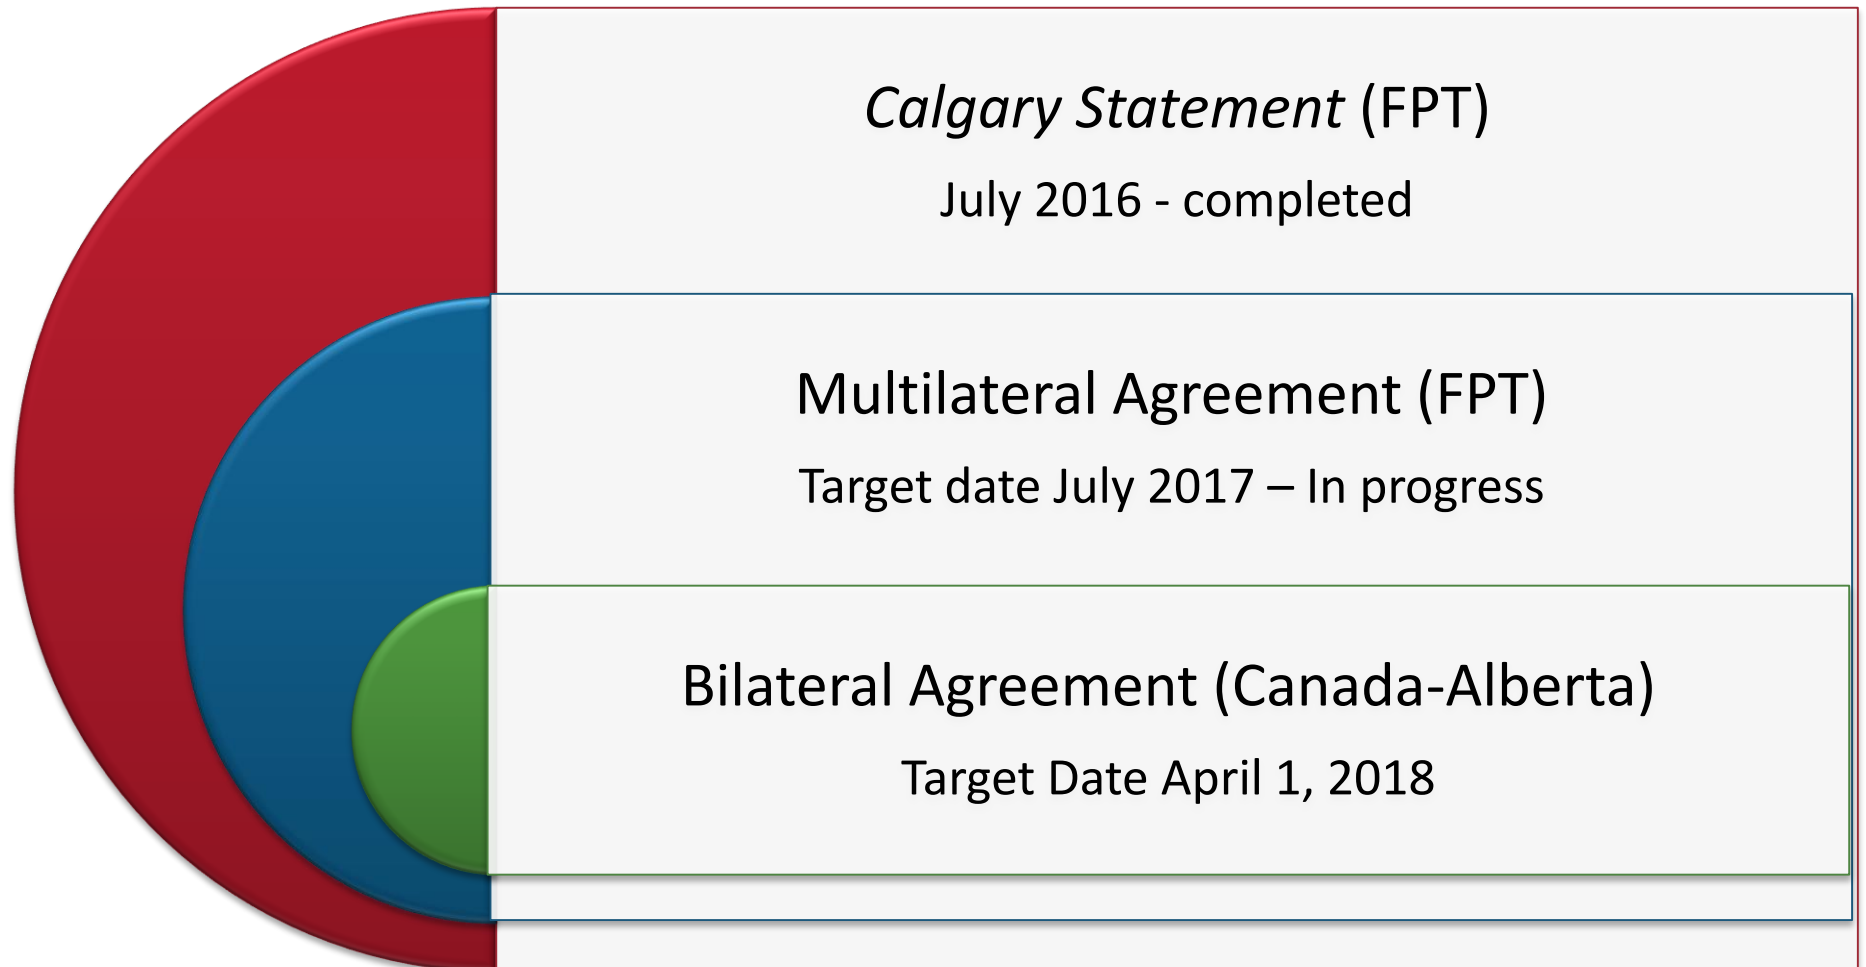 Calgary Statement (FPT)
July 2016 - completed
Multilateral Agreement (FPT)
Target date July 2017 – In progress
Bilateral Agreement (Canada-Alberta)
Target Date April 1, 2018